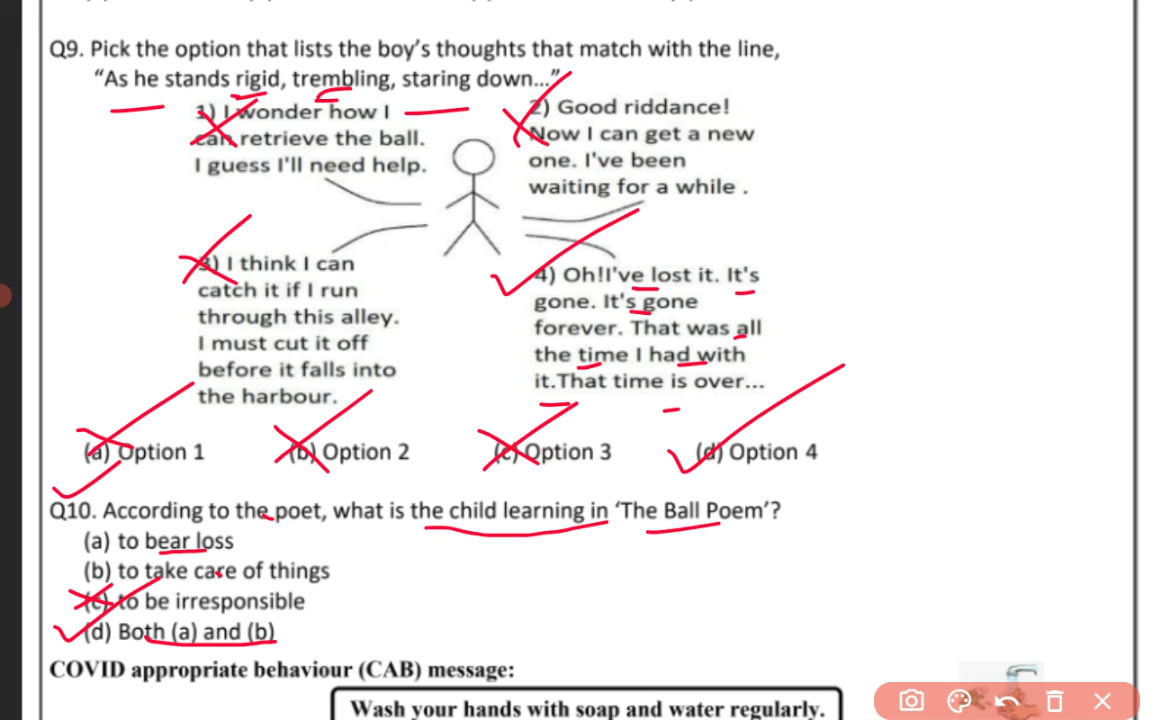 Q9. Pick the option that lists the boy's thoughts that match with the line,
"As he stands rigid, trembling, staring down..."
1) I wonder how I
can retrieve the ball.
I guess I'll need help.
2) Good riddance!
Now I can get a new
one. I've been
waiting for a while .
3) I think I can
catch it if I run
through this alley.
I must cut it off
before it falls into
the harbour.
4) Oh!I've lost it. It's
gone. It's gone
forever. That was all
the time I had with
it.That time is over...
(a) Option 1 (b) Option 2 (c) Option 3 (d) Option 4
Q10. According to the poet, what is the child learning in 'The Ball Poem'?
(a) to bear loss
(b) to take care of things
(c) to be irresponsible
(d) Both (a) and (b)
COVID appropriate behaviour (CAB) message:
Wash your hands with soap and water regularly.